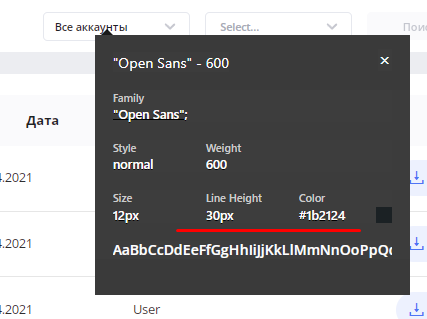 Все аккаунты
Select...
Пои
"Open Sans" - 600
×
Family
"Open Sans";
Дата
Style
Weight
normal
600
4.2021
Size
Line Height
Color
12px
30px
#1b2124
4.2021
AaBbCcDdEeFfGgHhIiJjKkLlMmNnOoPpQq
4.2021
User